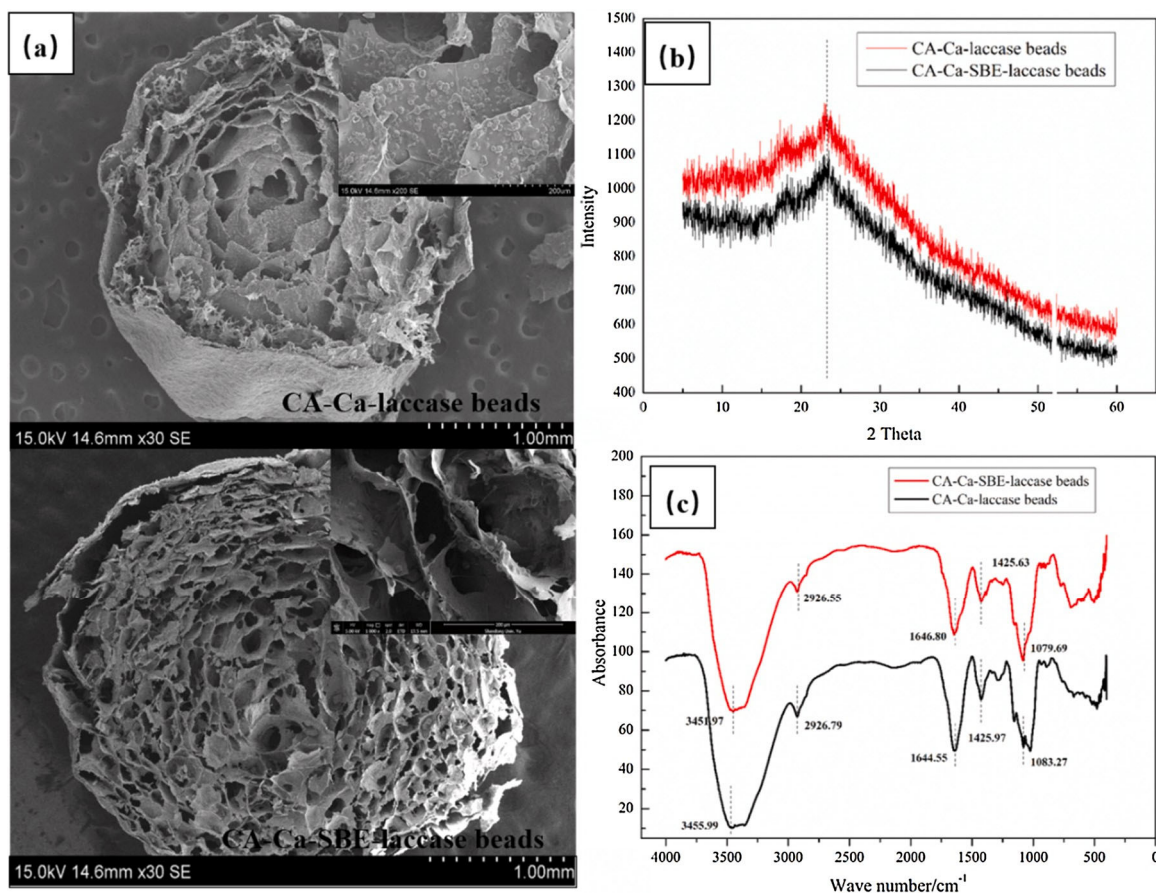 (a)
15.0kV 14.6mm x200 SE
200um
CA-Ca-laccase beads
15.0kV 14.6mm x30 SE
1.00mm
CA-Ca-SBE-laccase beads
15.0kV 14.6mm x30 SE
1.00mm
(b)
CA-Ca-laccase beads
CA-Ca-SBE-laccase beads
1500
1400
1300
1200
1100
1000
900
800
700
600
500
400
Intensity
0
10
20
30
40
50
60
2 Theta
(c)
CA-Ca-SBE-laccase beads
CA-Ca-laccase beads
200
180
160
140
120
100
80
60
40
20
Absorbance
3451.97
2926.55
1646.80
1425.63
1079.69
3455.99
2926.79
1644.55
1425.97
1083.27
4000
3500
3000
2500
2000
1500
1000
500
0
Wave number/cm⁻¹